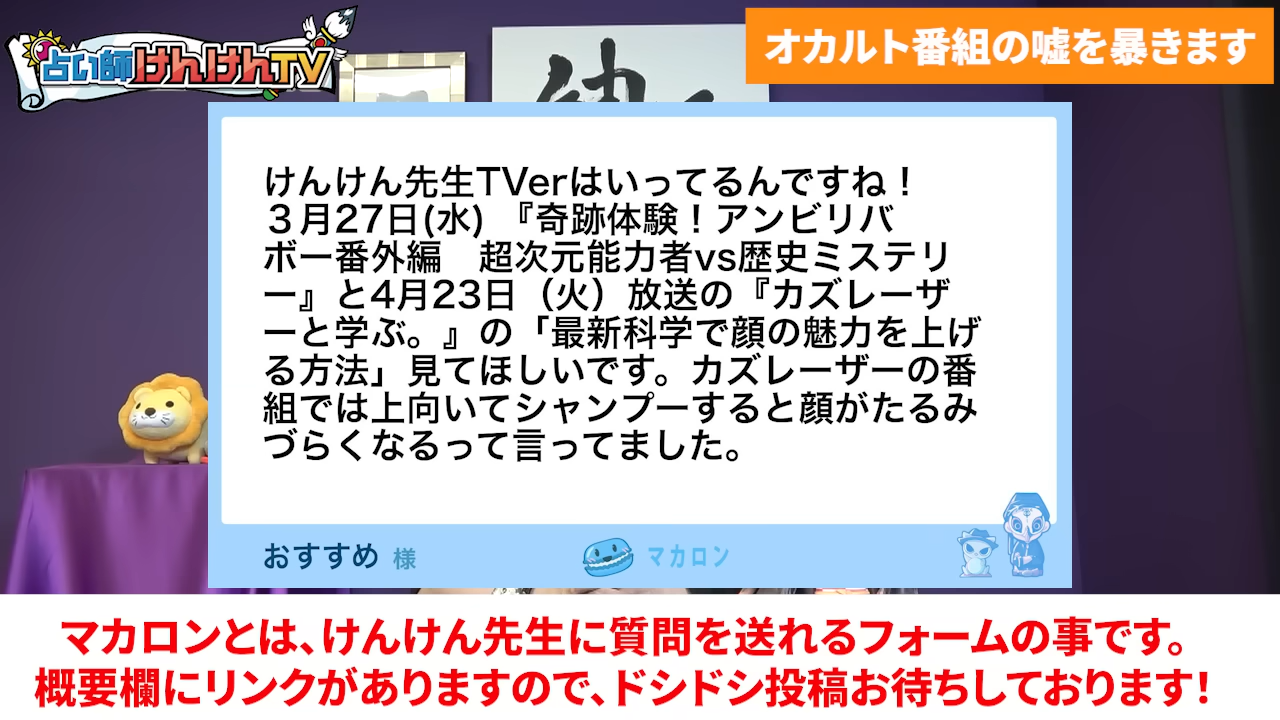 占い師けんけんTV
オカルト番組の嘘を暴きます
けんけん先生TVerはいってるんですね！
３月27日(水) 『奇跡体験！アンビリバ
ボー番外編　超次元能力者vs歴史ミステリ
ー』と4月23日（火）放送の『カズレーザ
ーと学ぶ。』の「最新科学で顔の魅力を上げ
る方法」見てほしいです。カズレーザーの番
組では上向いてシャンプーすると顔がたるみ
づらくなるって言ってました。
おすすめ 様
マカロン
マカロンとは、けんけん先生に質問を送れるフォームの事です。
概要欄にリンクがありますので、ドシドシ投稿お待ちしております！